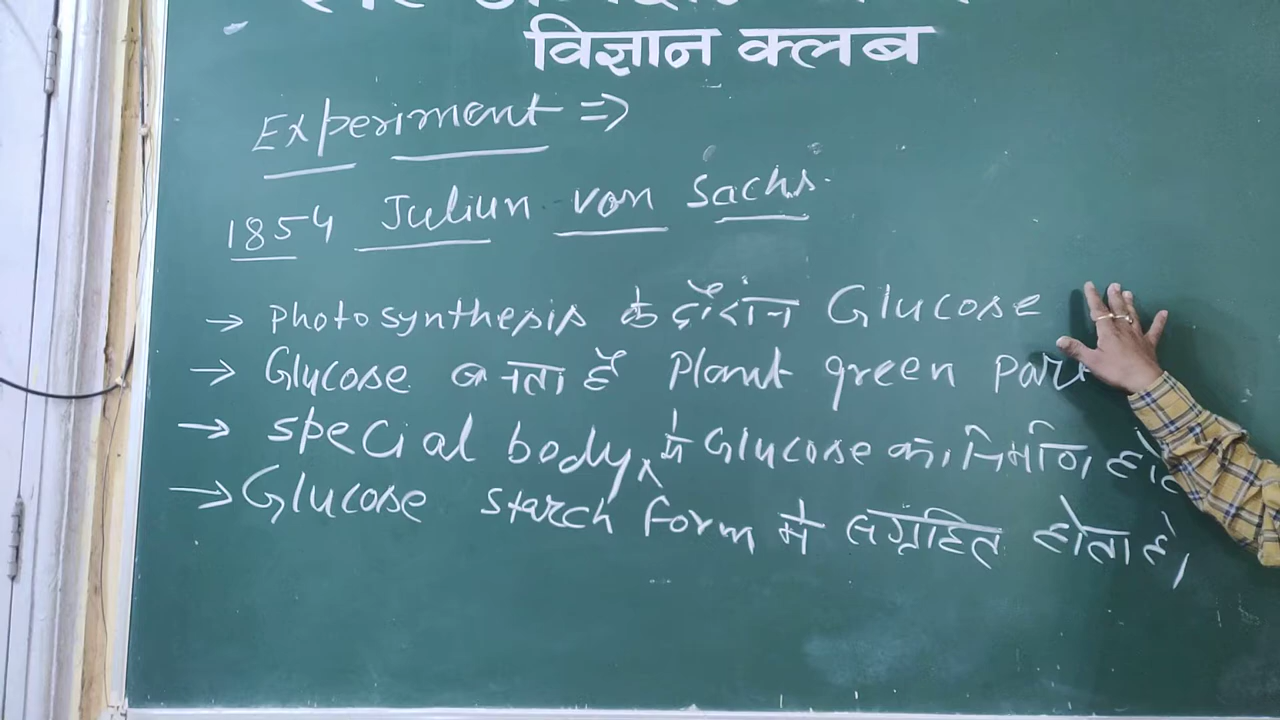 विज्ञान क्लब
Experiment =>
1854 Juliun von Sachs.
→ Photosynthesis के दौरान Glucose
→ Glucose बनता है Plant green Part
→ special body, में Glucose का निर्माण
→ Glucose starch form में संग्रहित होता है,